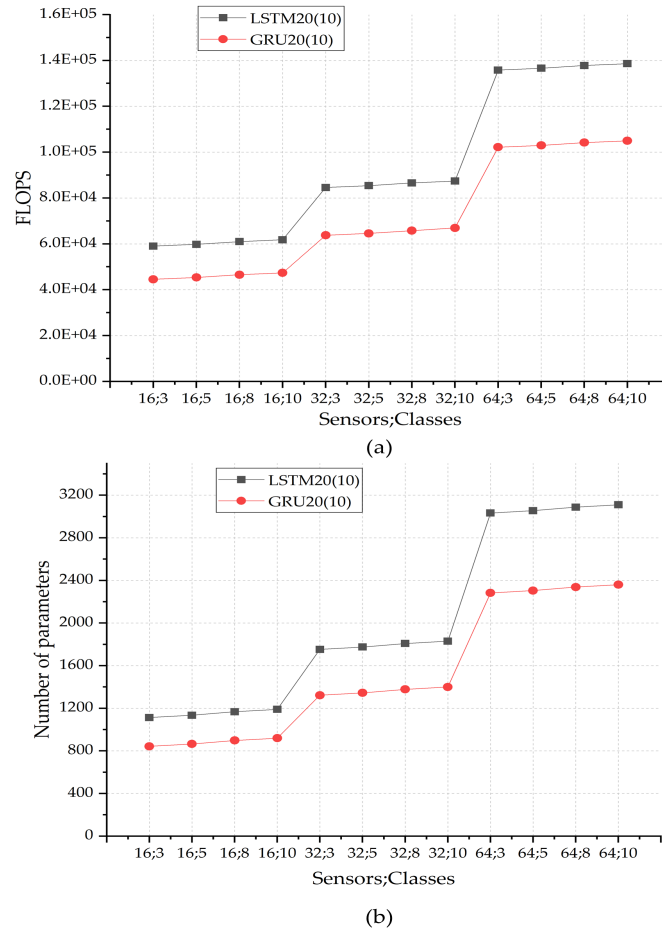 LSTM20(10)
GRU20(10)
FLOPS
1.6E+05
1.4E+05
1.2E+05
1.0E+05
8.0E+04
6.0E+04
4.0E+04
2.0E+04
0.0E+00
16;3 16;5 16;8 16;10 32;3 32;5 32;8 32;10 64;3 64;5 64;8 64;10
Sensors;Classes
(a)
LSTM20(10)
GRU20(10)
Number of parameters
3200
2800
2400
2000
1600
1200
800
400
0
16;3 16;5 16;8 16;10 32;3 32;5 32;8 32;10 64;3 64;5 64;8 64;10
Sensors;Classes
(b)